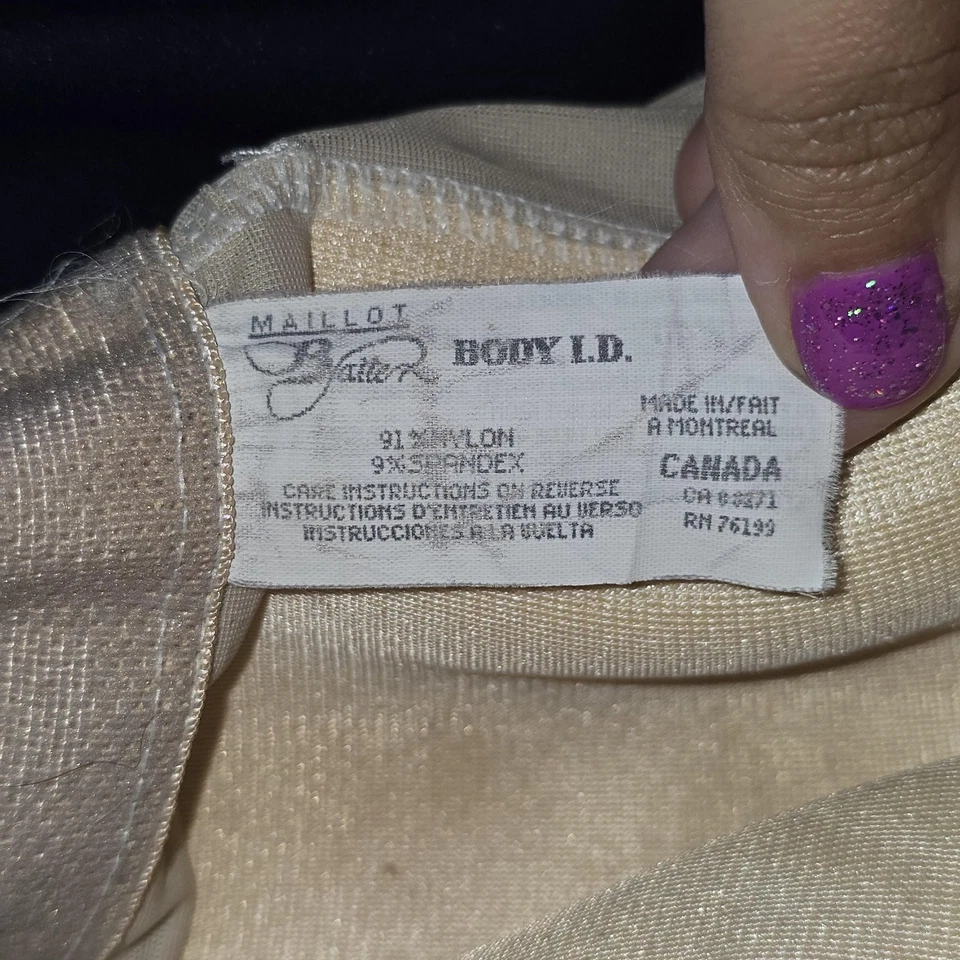 MAILLOT
Baltex BODY I.D.
91% NYLON
9% SPANDEX
CARE INSTRUCTIONS ON REVERSE
INSTRUCTIONS D'ENTRETIEN AU VERSO
INSTRUCCIONES A LA VUELTA
MADE IN/FAIT
A MONTREAL
CANADA
CA
RN 76199